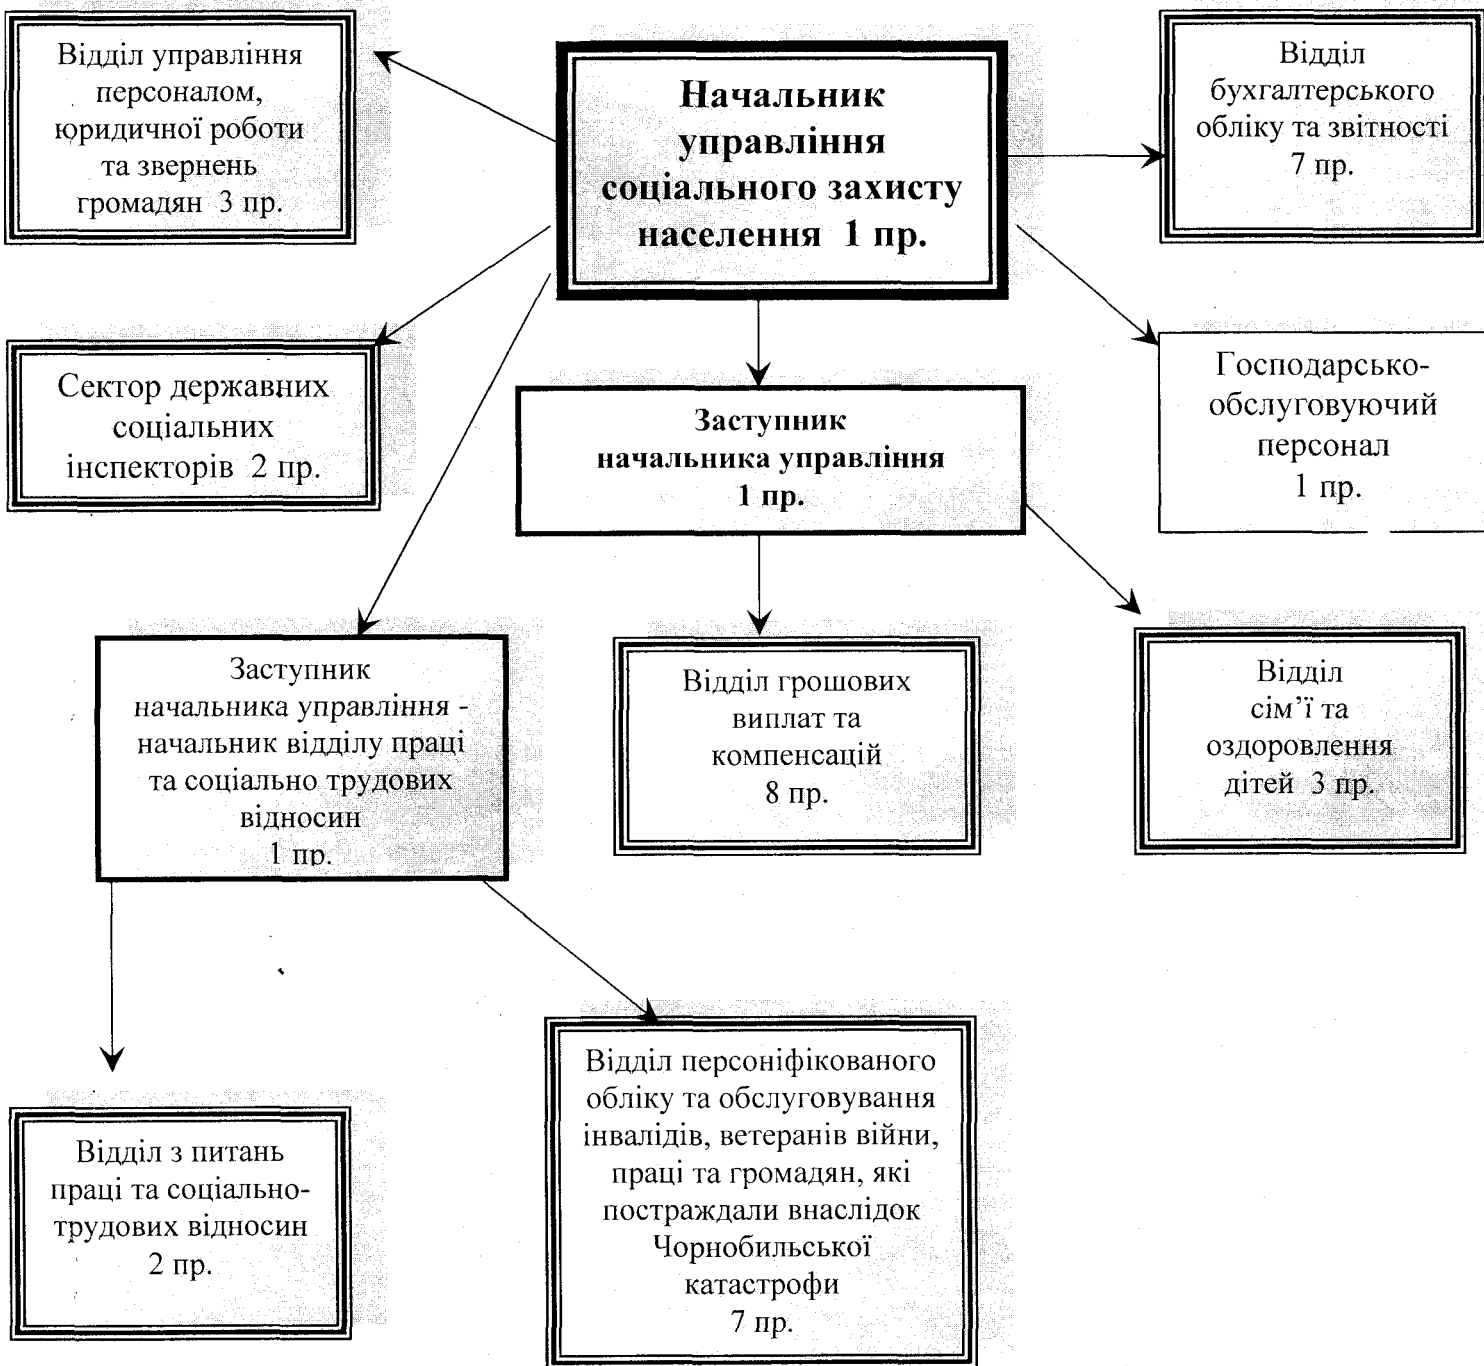 Відділ управління
персоналом,
юридичної роботи
та звернень
громадян 3 пр.
Начальник
управління
соціального захисту
населення 1 пр.
Відділ
бухгалтерського
обліку та звітності
7 пр.
Сектор державних
соціальних
інспекторів 2 пр.
Заступник
начальника управління
1 пр.
Господарсько-
обслуговуючий
персонал
1 пр.
Заступник
начальника управління -
начальник відділу праці
та соціально трудових
відносин
1 пр.
Відділ грошових
виплат та
компенсацій
8 пр.
Відділ
сім’ї та
оздоровлення
дітей 3 пр.
Відділ з питань
праці та соціально-
трудових відносин
2 пр.
Відділ персоніфікованого
обліку та обслуговування
інвалідів, ветеранів війни,
праці та громадян, які
постраждали внаслідок
Чорнобильської
катастрофи
7 пр.